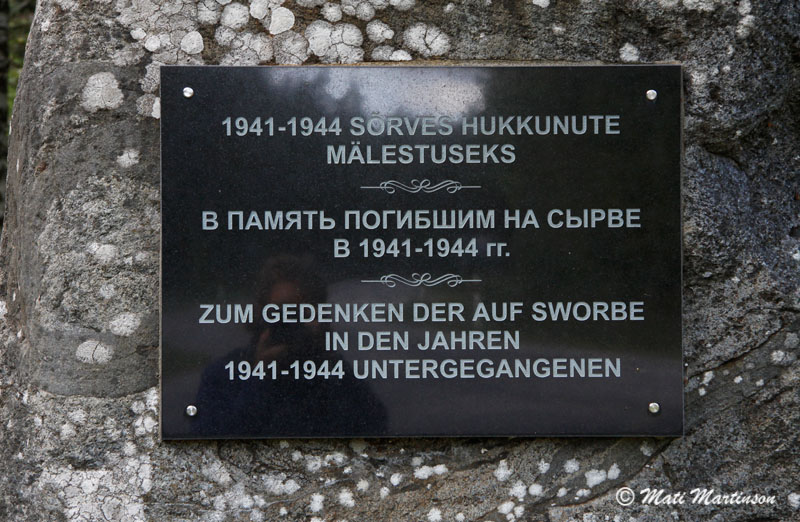 1941-1944 SÕRVES HUKKUNUTE
MÄLESTUSEKS
В ПАМЯТЬ ПОГИБШИМ НА СЫРВЕ
В 1941-1944 гг.
ZUM GEDENKEN DER AUF SWORBE
IN DEN JAHREN
1941-1944 UNTERGEGANGENEN
© Mati Martinson